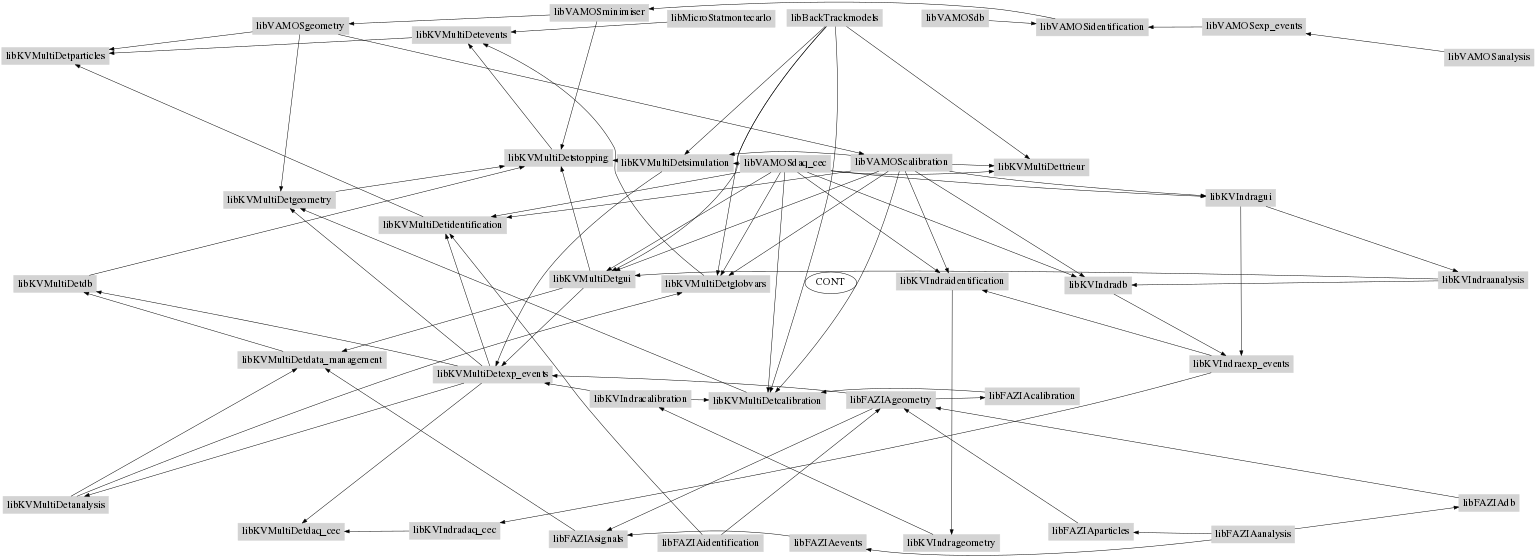 libVAMOSminimiser
libMicroStatmontecarlo
libBackTrackmodels
libVAMOSdb
libVAMOSgeometry
libVAMOSidentification
libVAMOSexp_events
libKVMultiDetevents
libKVMultiDetparticles
libVAMOSanalysis
libKVMultiDetstopping
libKVMultiDetsimulation
libVAMOSdaq_cec
libVAMOScalibration
libKVMultiDettrieur
libKVMultiDetgeometry
libKVIndragui
libKVMultiDetidentification
libKVMultiDetdb
libKVMultiDetgui
libKVMultiDetglobvars
CONT
libKVIndraidentification
libKVIndradb
libKVIndraanalysis
libKVMultiDetdata_management
libKVIndraexp_events
libKVMultiDetexp_events
libKVIndracalibration
libKVMultiDetcalibration
libFAZIAgeometry
libFAZIAcalibration
libKVMultiDetanalysis
libFAZIAdb
libKVMultiDetdaq_cec
libKVIndradaq_cec
libFAZIAsignals
libFAZIAidentification
libFAZIAevents
libKVIndrageometry
libFAZIAparticles
libFAZIAanalysis